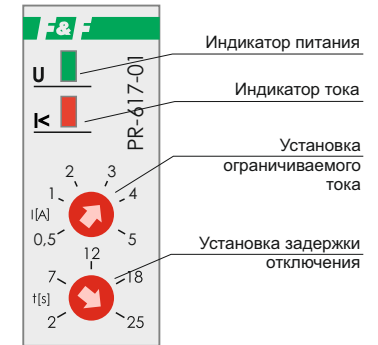 F&F
Индикатор питания
U
PR-617-01
Индикатор тока
I<
Установка
ограничиваемого
тока
2 3
1 4
I[A]
0,5 5
Установка задержки
отключения
12
7 18
t[s]
2 25